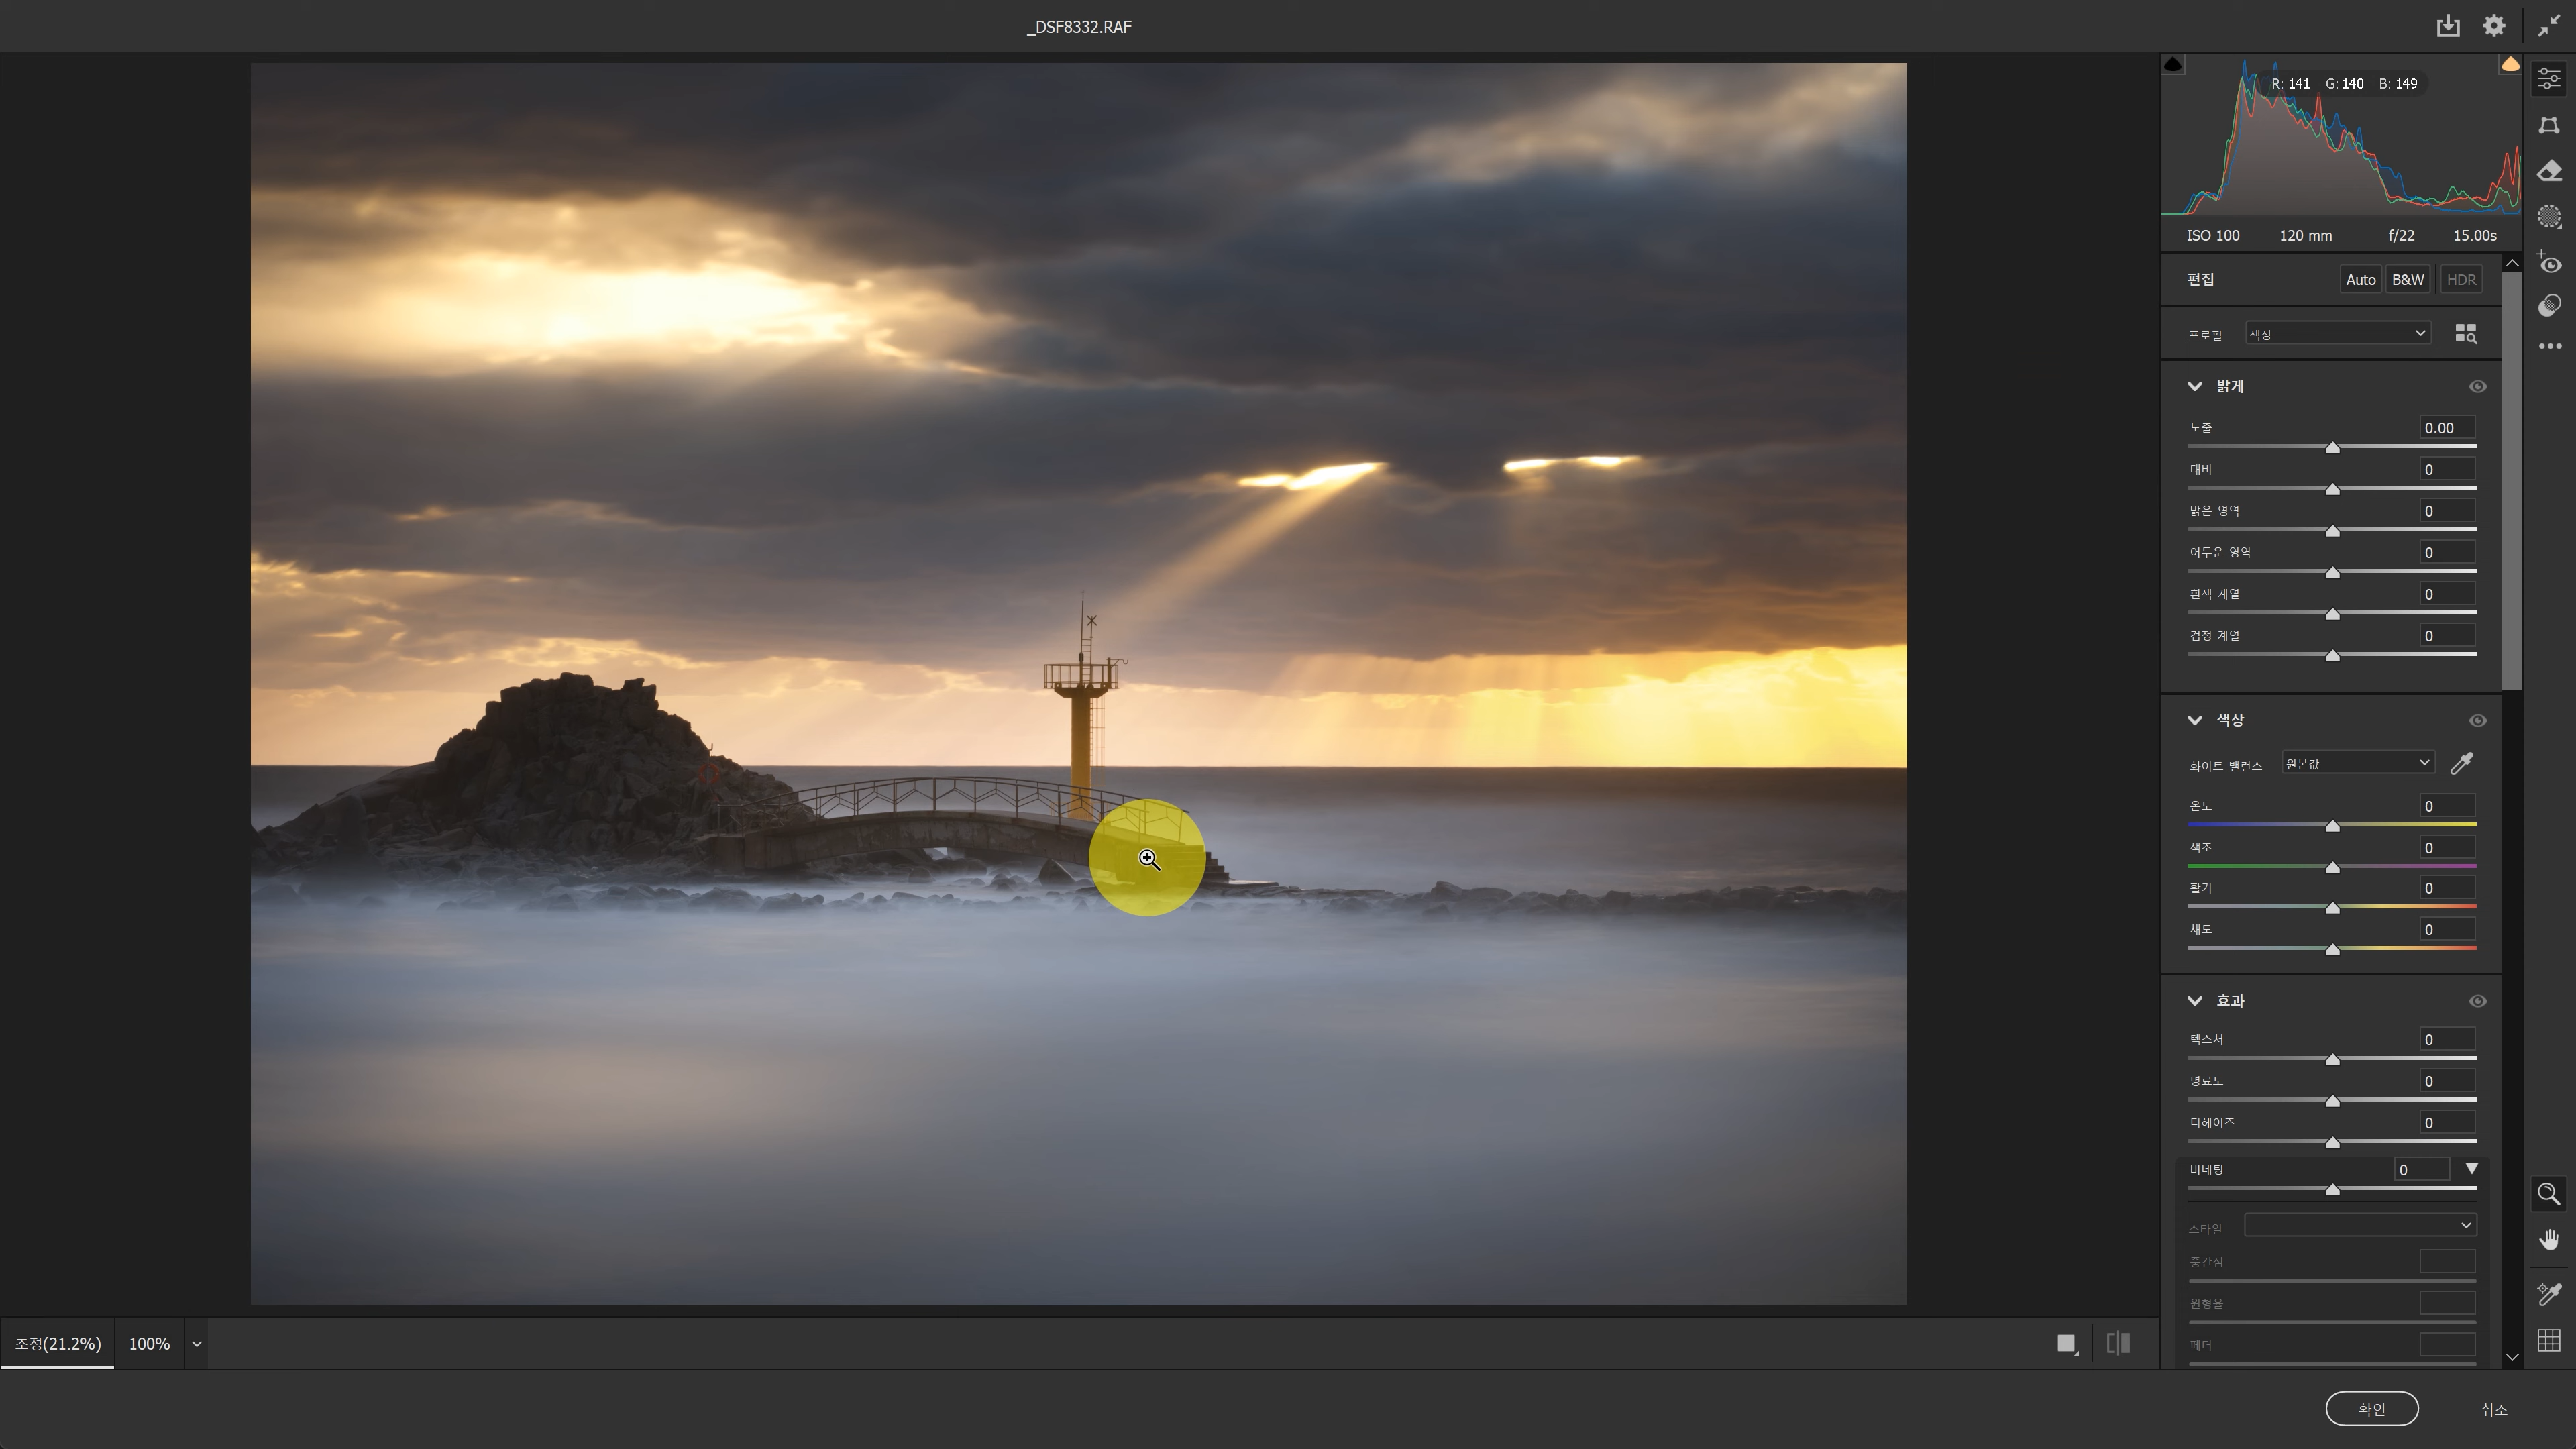 _DSF8332.RAF
R: 141 G: 140 B: 149
ISO 100 120 mm f/22 15.00s
편집 Auto B&W HDR
프로필 색상
밝게
노출 0.00
대비 0
밝은 영역 0
어두운 영역 0
흰색 계열 0
검정 계열 0
색상
화이트 밸런스 원본값
온도 0
색조 0
활기 0
채도 0
효과
텍스처 0
명료도 0
디헤이즈 0
비네팅 0
스타일
중간점
원형율
페더
조정(21.2%) 100%
확인 취소